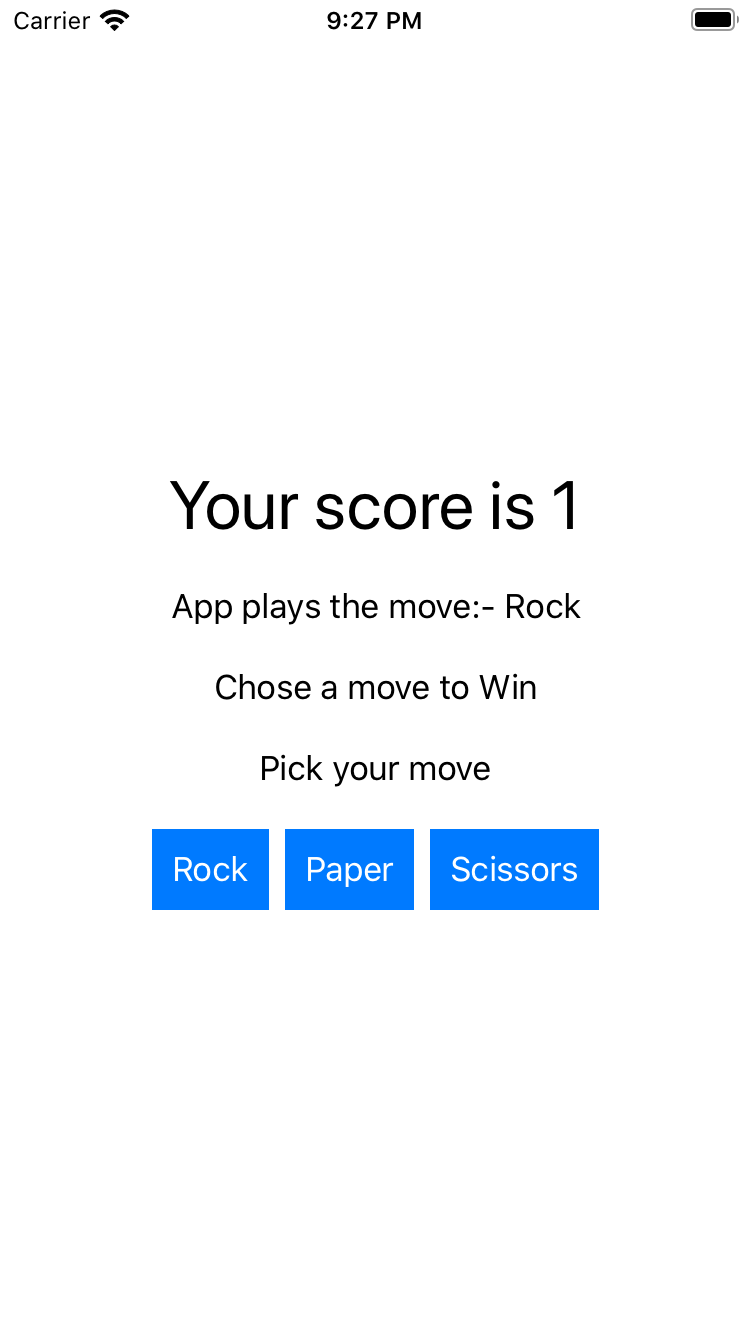 Carrier 9:27 PM
Your score is 1
App plays the move:- Rock
Chose a move to Win
Pick your move
Rock Paper Scissors